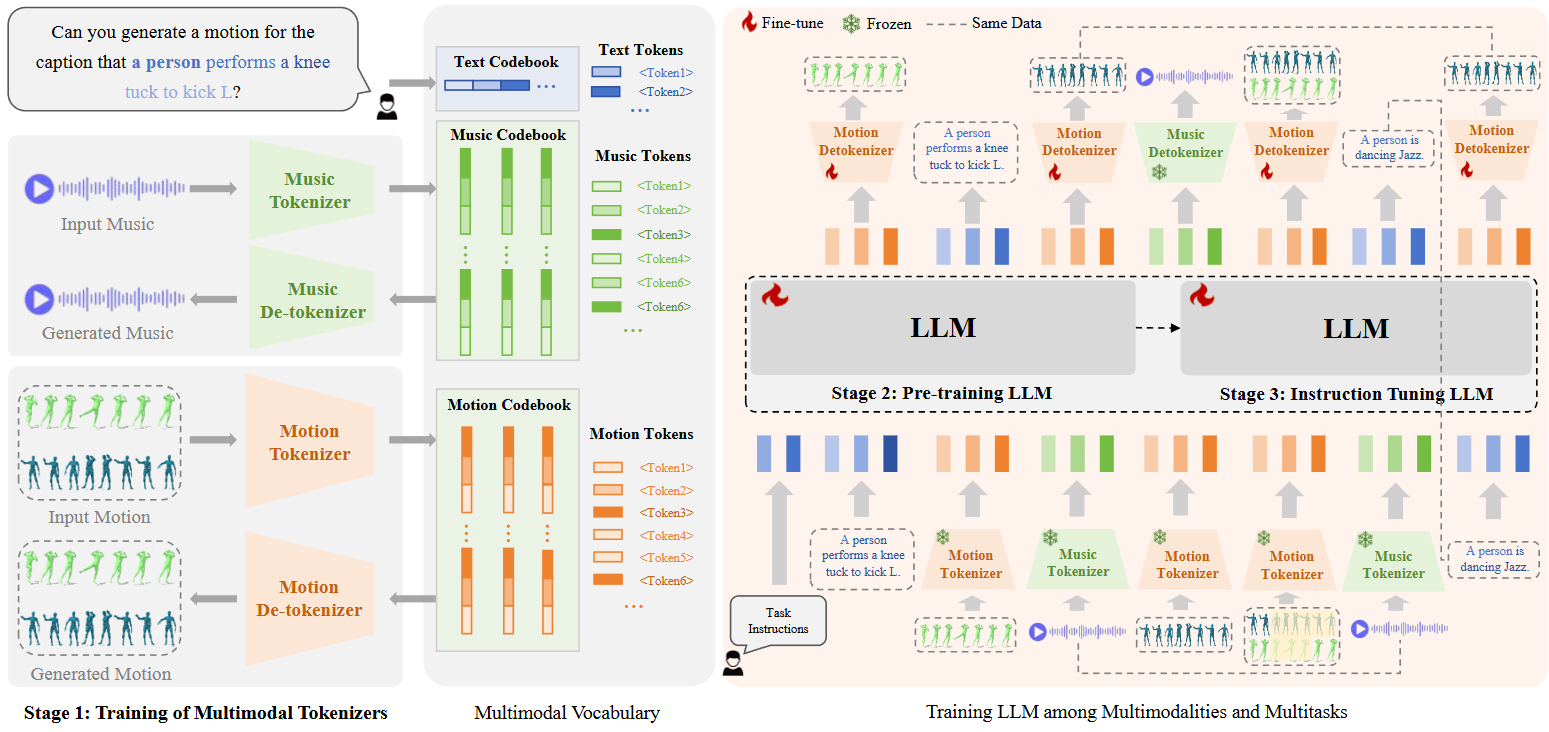 Can you generate a motion for the
caption that a person performs a knee
tuck to kick L?
Input Music
Music
Tokenizer
Generated Music
Music
De-tokenizer
Input Motion
Motion
Tokenizer
Generated Motion
Motion
De-tokenizer
Stage 1: Training of Multimodal Tokenizers
Text Codebook
Text Tokens
<Token1>
<Token2>
Music Codebook
Music Tokens
<Token1>
<Token2>
<Token3>
<Token4>
<Token6>
<Token6>
Motion Codebook
Motion Tokens
<Token1>
<Token2>
<Token3>
<Token4>
<Token5>
<Token6>
Multimodal Vocabulary
Fine-tune
Frozen
Same Data
Motion
Detokenizer
A person
performs a knee
tuck to kick L.
Motion
Detokenizer
Music
Detokenizer
Motion
Detokenizer
A person is
dancing Jazz.
Motion
Detokenizer
LLM
LLM
Stage 2: Pre-training LLM
Stage 3: Instruction Tuning LLM
Task
Instructions
A person
performs a knee
tuck to kick L.
Motion
Tokenizer
Music
Tokenizer
Motion
Tokenizer
Motion
Tokenizer
Music
Tokenizer
A person is
dancing Jazz.
Training LLM among Multimodalities and Multitasks